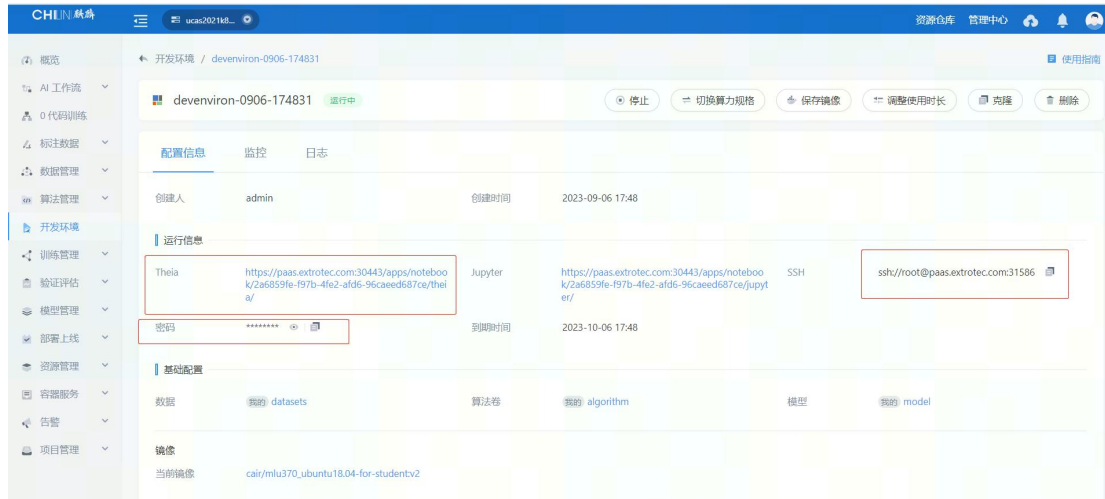 CHILIN麒麟
ucas2021k8...
资源仓库 管理中心
概览
AI 工作流
0 代码训练
标注数据
数据管理
算法管理
开发环境
训练管理
验证评估
模型管理
部署上线
资源管理
容器服务
告警
项目管理
开发环境 / devenviron-0906-174831
使用指南
devenviron-0906-174831 运行中
停止 切换算力规格 保存镜像 调整使用时长 克隆 删除
配置信息 监控 日志
创建人 admin 创建时间 2023-09-06 17:48
运行信息
Theia
https://paas.extrotec.com:30443/apps/noteboo
k/2a6859fe-f97b-4fe2-afd6-96caeed687ce/thei
a/
Jupyter
https://paas.extrotec.com:30443/apps/noteboo
k/2a6859fe-f97b-4fe2-afd6-96caeed687ce/jupyt
er/
SSH ssh://root@paas.extrotec.com:31586
密码 ******** 到期时间 2023-10-06 17:48
基础配置
数据 我的 datasets 算法卷 我的 algorithm 模型 我的 model
镜像
当前镜像 cair/mlu370_ubuntu18.04-for-student:v2